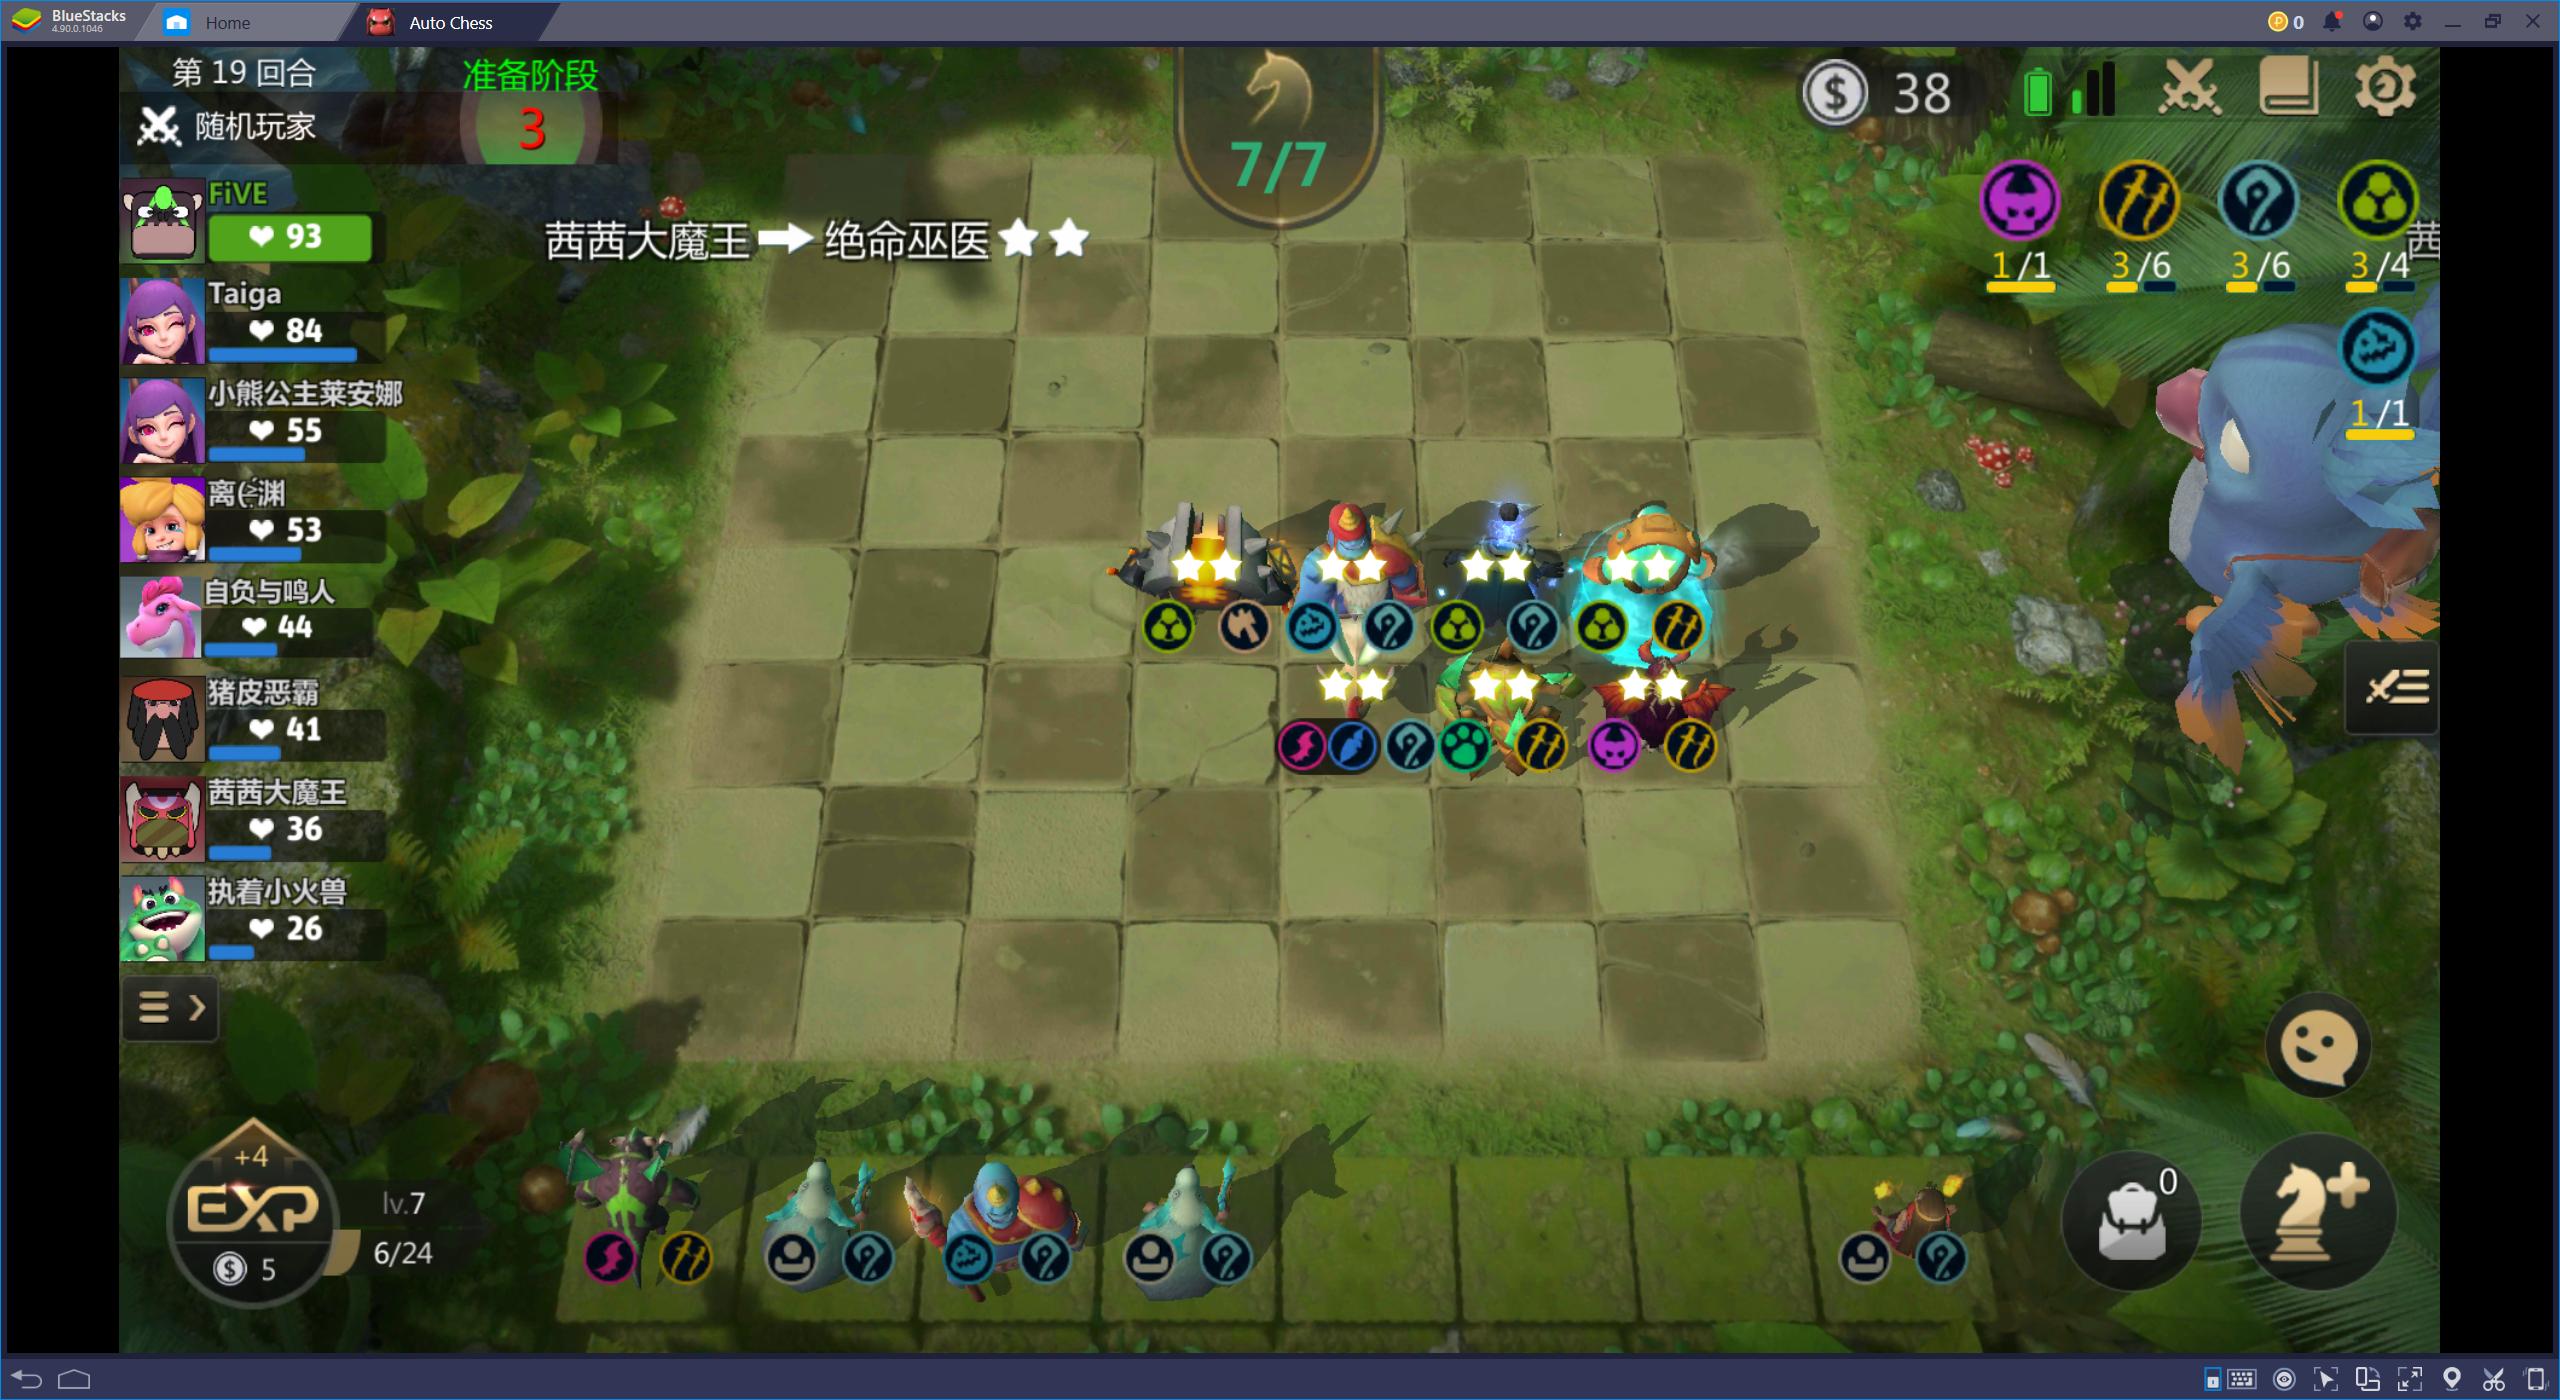 BlueStacks
4.90.0.1046
Home
Auto Chess
0
第 19 回合
准备阶段
随机玩家
3
7/7
38
FiVE
93
茜茜大魔王 绝命巫医
茜
1/1
3/6
3/6
3/4
1/1
Taiga
84
小熊公主莱安娜
55
53
自负与鸣人
44
猪皮恶霸
41
茜茜大魔王
36
执着小火兽
26
+4
EXP
5
lv.7
6/24
0